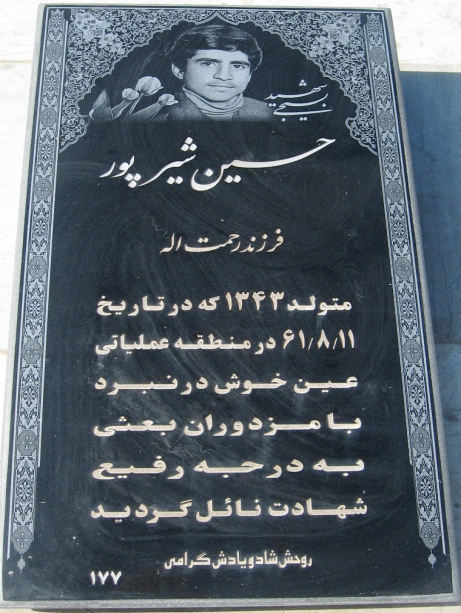 شهید
بسیجی
حسین شیرپور
فرزند رحمت اله
متولد ۱۳۴۳ که در تاریخ
۶۱/۸/۱۱ در منطقه عملیاتی
عین خوش در نبرد
با مزدوران بعثی
به درجه رفیع
شهادت نائل گردید
روحش شاد و یادش گرامی
۱۷۷